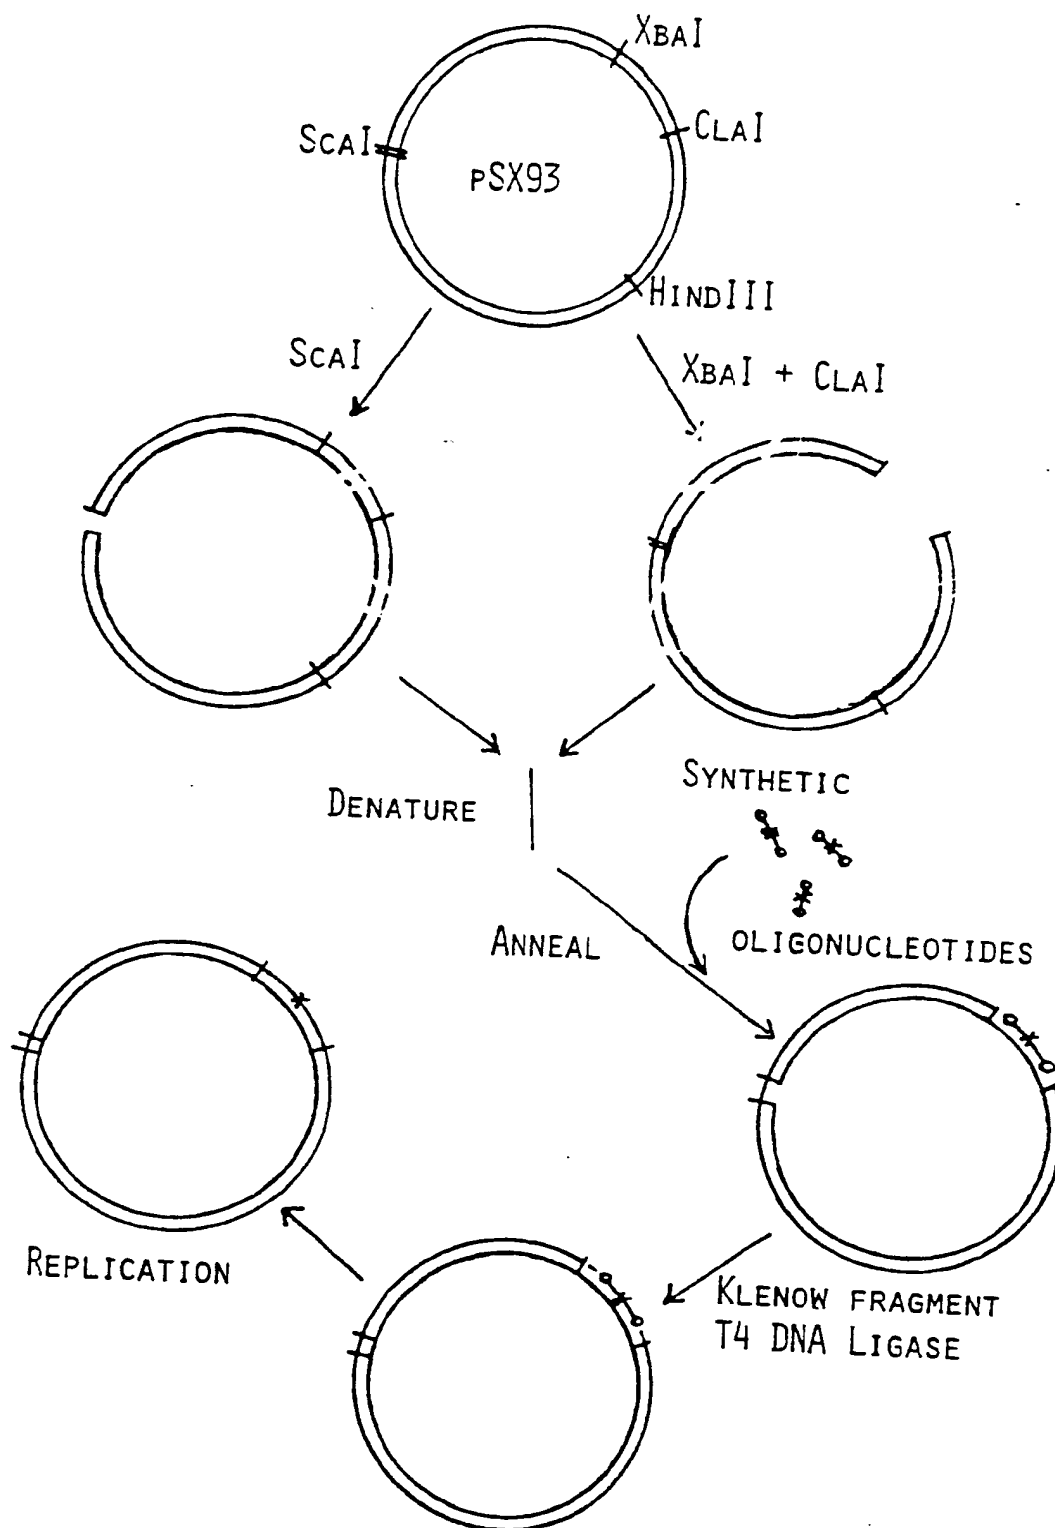 XBAI
SCAI
CLAI
PSX93
HINDIII
SCAI
XBAI + CLAI
SYNTHETIC
DENATURE
ANNEAL
OLIGONUCLEOTIDES
REPLICATION
KLENOW FRAGMENT
T4 DNA LIGASE